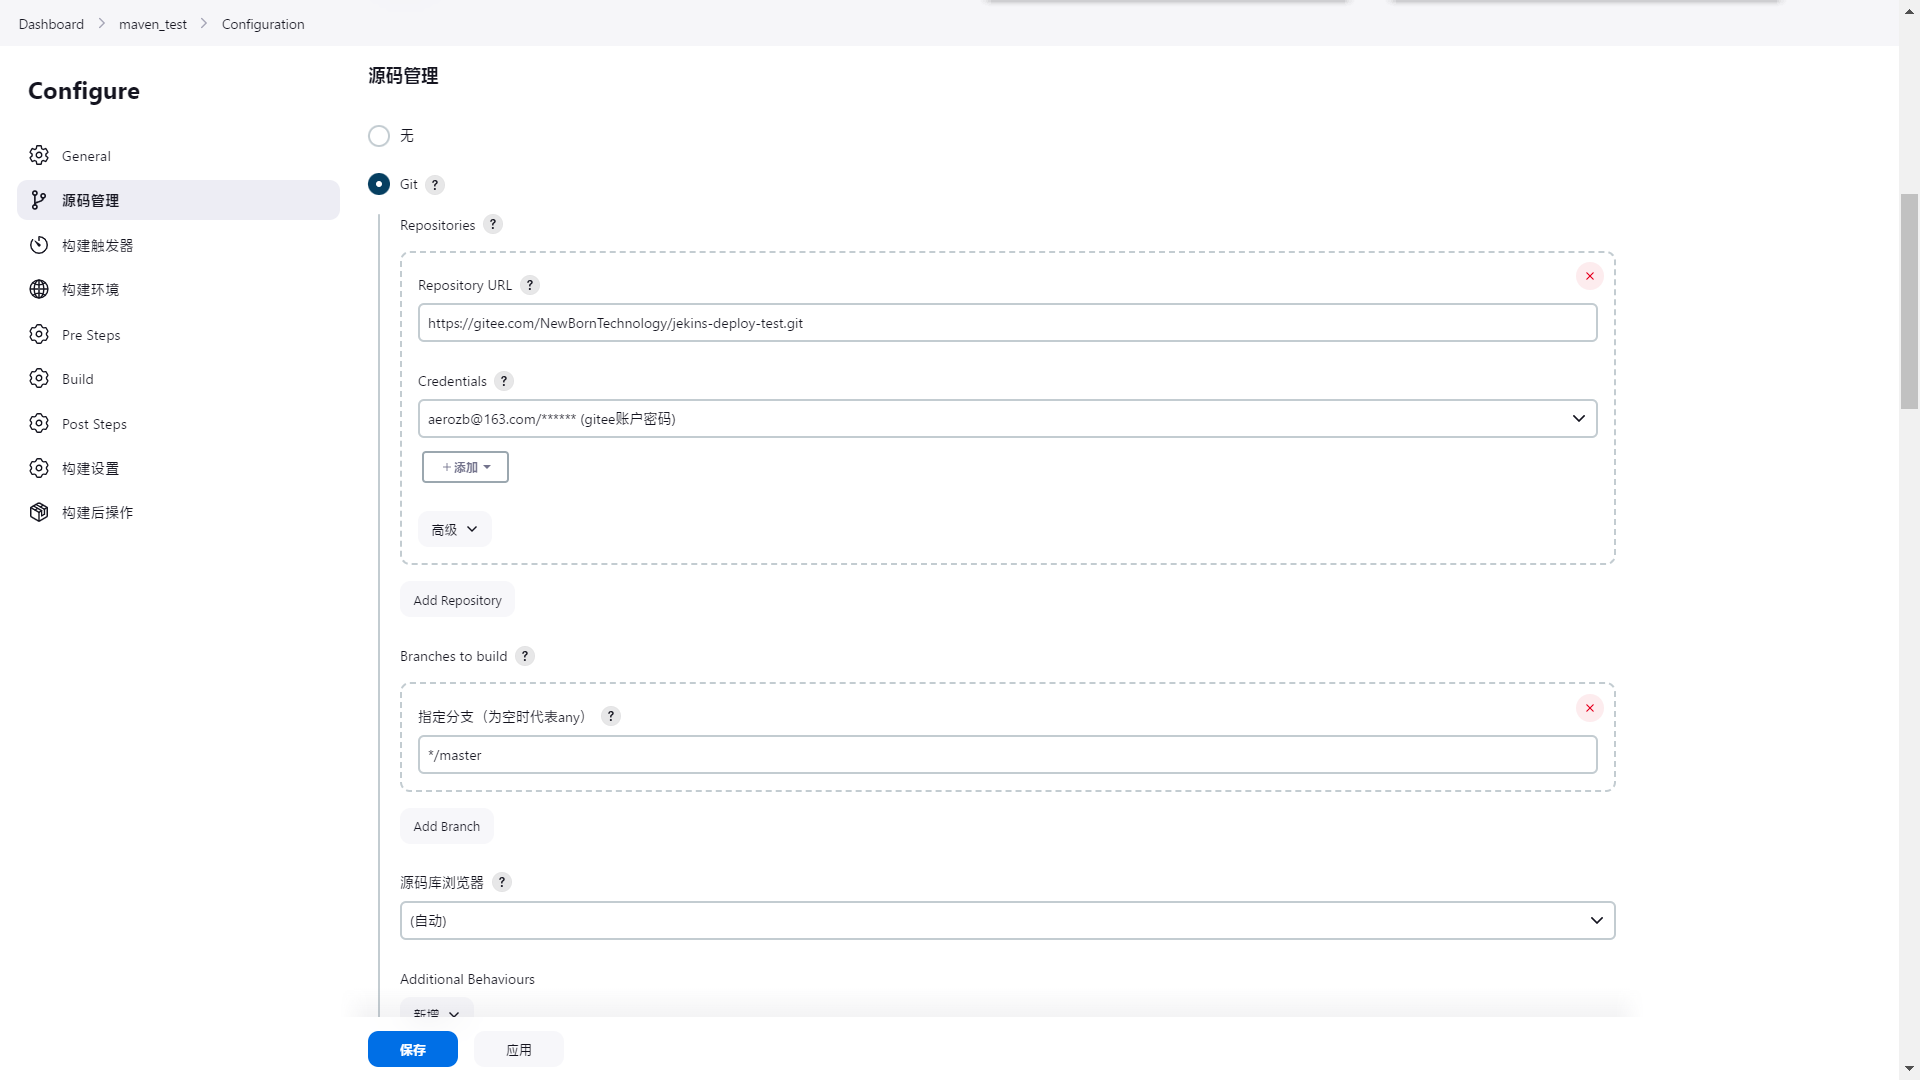 Dashboard > maven_test > Configuration
Configure
General
源码管理
构建触发器
构建环境
Pre Steps
Build
Post Steps
构建设置
构建后操作
源码管理
无
Git ?
Repositories ?
Repository URL ?
https://gitee.com/NewBornTechnology/jekins-deploy-test.git
Credentials ?
aerozb@163.com/****** (gitee账户密码)
+添加
高级
Add Repository
Branches to build ?
指定分支（为空时代表any） ?
*/master
Add Branch
源码库浏览器 ?
(自动)
Additional Behaviours
新增
保存 应用